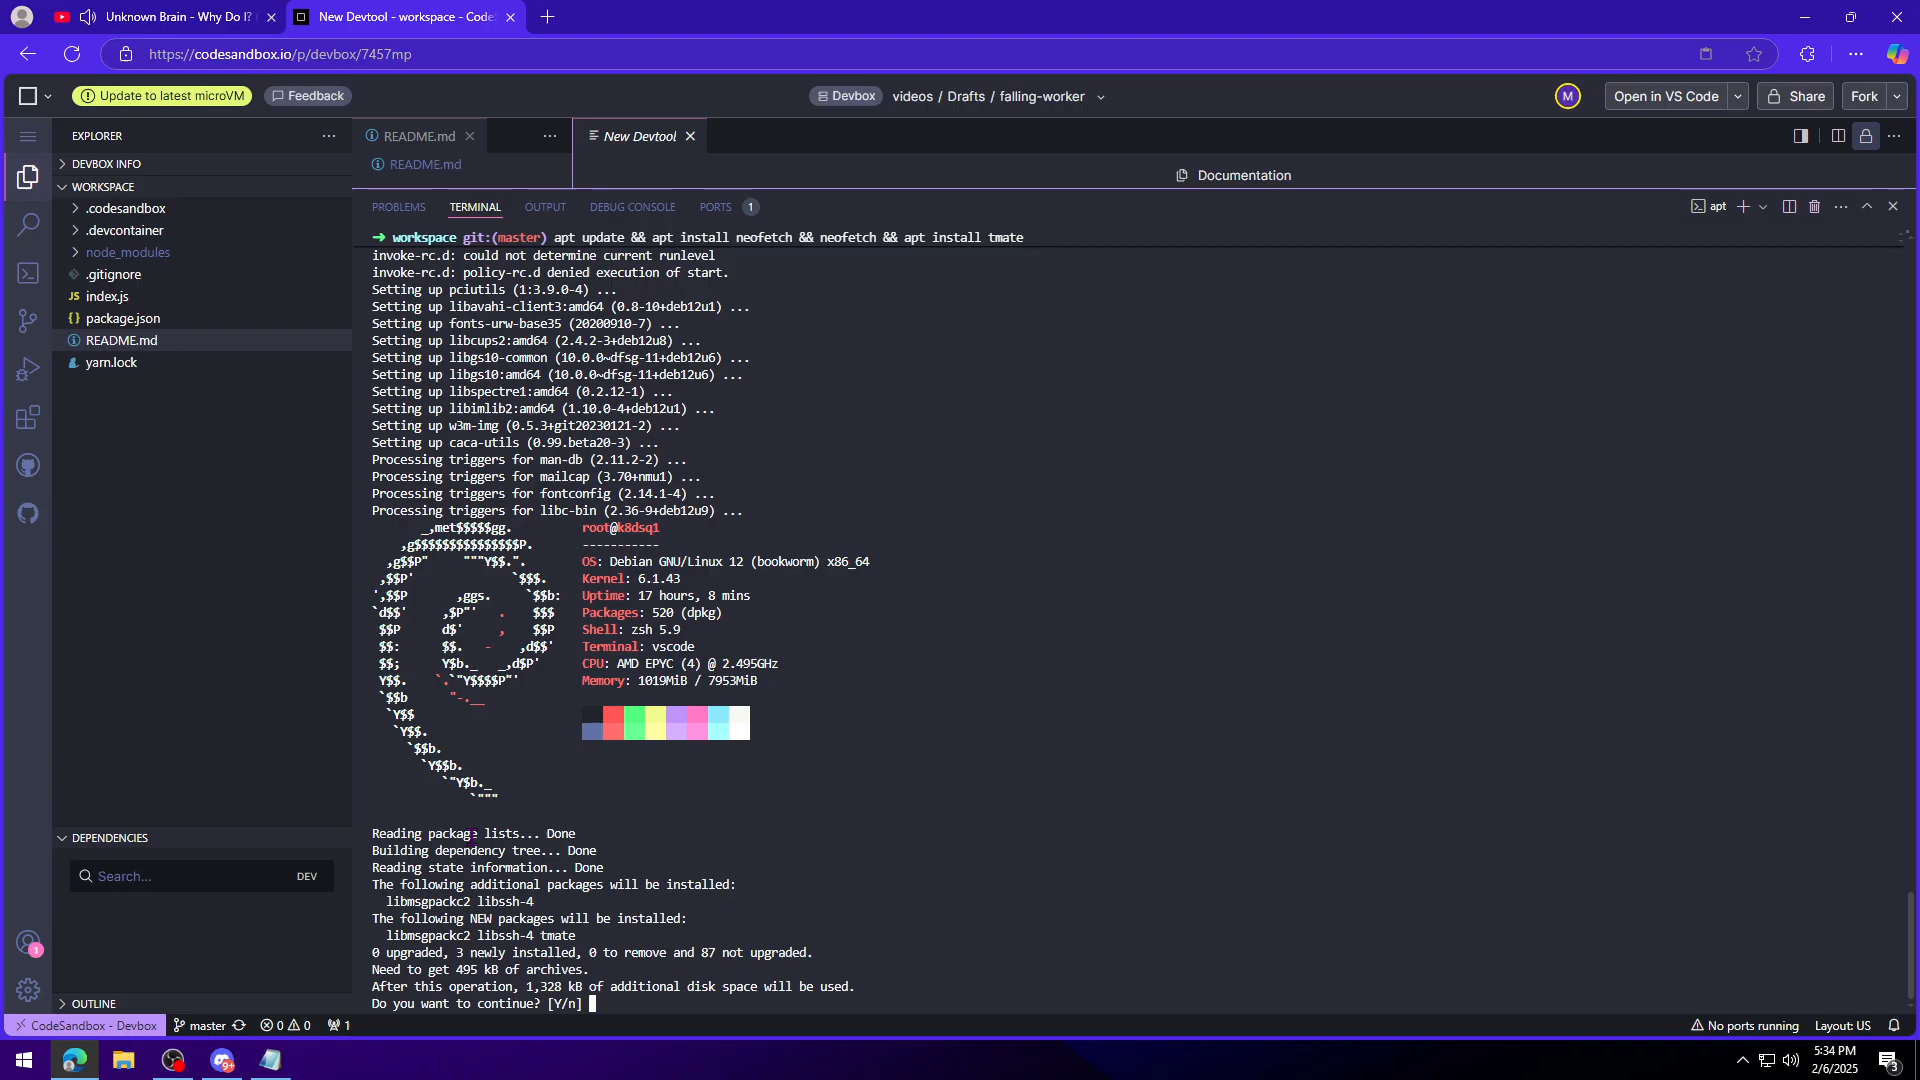 Unknown Brain - Why Do I?
New Devtool - workspace - Code
https://codesandbox.io/p/devbox/7457mp
Update to latest microVM
Feedback
Devbox
videos / Drafts / falling-worker
M
Open in VS Code
Share
Fork
EXPLORER
README.md
New Devtool
DEVBOX INFO
README.md
Documentation
WORKSPACE
.codesandbox
.devcontainer
node_modules
.gitignore
JS index.js
{} package.json
README.md
yarn.lock
PROBLEMS TERMINAL OUTPUT DEBUG CONSOLE PORTS 1
apt
➜ workspace git:(master) apt update && apt install neofetch && neofetch && apt install tmate
invoke-rc.d: could not determine current runlevel
invoke-rc.d: policy-rc.d denied execution of start.
Setting up pciutils (1:3.9.0-4) ...
Setting up libavahi-client3:amd64 (0.8-10+deb12u1) ...
Setting up fonts-urw-base35 (20200910-7) ...
Setting up libcups2:amd64 (2.4.2-3+deb12u8) ...
Setting up libgs10-common (10.0.0~dfsg-11+deb12u6) ...
Setting up libgs10:amd64 (10.0.0~dfsg-11+deb12u6) ...
Setting up libspectre1:amd64 (0.2.12-1) ...
Setting up libimlib2:amd64 (1.10.0-4+deb12u1) ...
Setting up w3m-img (0.5.3+git20230121-2) ...
Setting up caca-utils (0.99.beta20-3) ...
Processing triggers for man-db (2.11.2-2) ...
Processing triggers for mailcap (3.70+nmu1) ...
Processing triggers for fontconfig (2.14.1-4) ...
Processing triggers for libc-bin (2.36-9+deb12u9) ...
_,met$$$$$gg. root@k8dsq1
,g$$$$$$$$$$$$$$$P. -----------
,g$$P" """Y$$.". OS: Debian GNU/Linux 12 (bookworm) x86_64
,$$P' `$$$. Kernel: 6.1.43
',$$P ,ggs. `$$b: Uptime: 17 hours, 8 mins
`d$$' ,$P"' . $$$ Packages: 520 (dpkg)
$$P d$' , $$P Shell: zsh 5.9
$$: $$. - ,d$$' Terminal: vscode
$$; Y$b._ _,d$P' CPU: AMD EPYC (4) @ 2.495GHz
Y$$. `.`"Y$$$$P"' Memory: 1019MiB / 7953MiB
`$$b "-.__
`Y$$
`Y$$.
`$$b.
`Y$$b.
`"Y$b._
`"""
Reading package lists... Done
Building dependency tree... Done
Reading state information... Done
The following additional packages will be installed:
libmsgpackc2 libssh-4
The following NEW packages will be installed:
libmsgpackc2 libssh-4 tmate
0 upgraded, 3 newly installed, 0 to remove and 87 not upgraded.
Need to get 495 kB of archives.
After this operation, 1,328 kB of additional disk space will be used.
Do you want to continue? [Y/n]
DEPENDENCIES
Search... DEV
1
OUTLINE
CodeSandbox - Devbox
master
0 0
1
No ports running
Layout: US
9+
5:34 PM
2/6/2025
3